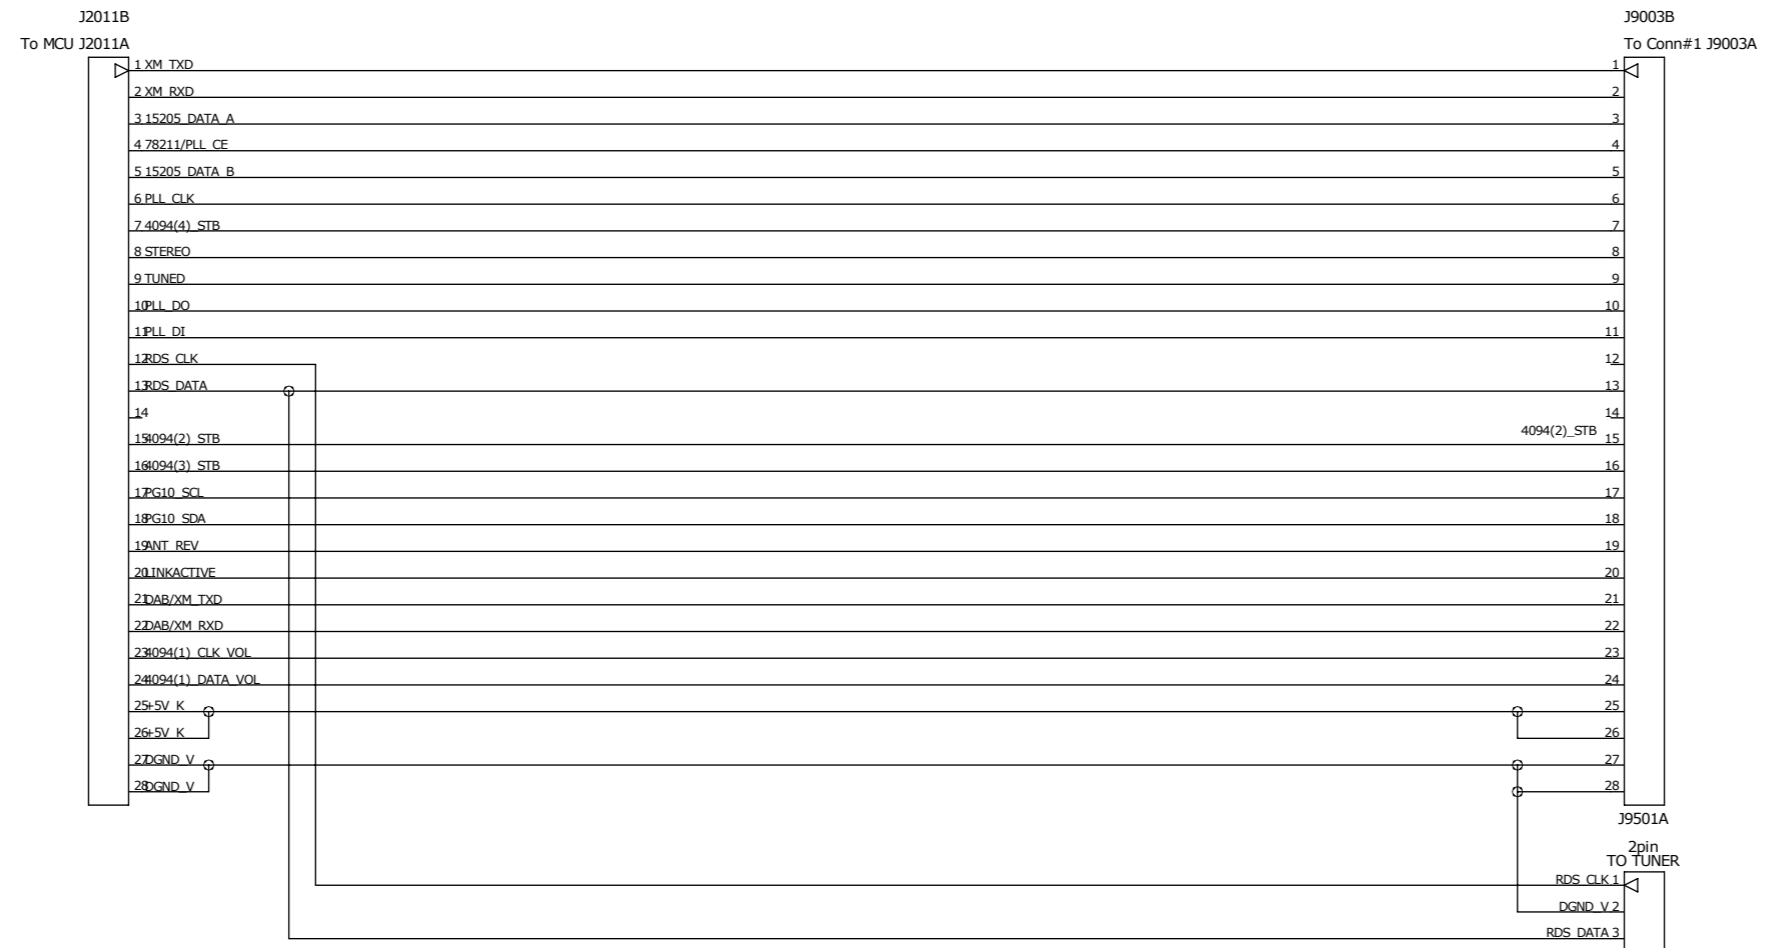 J2011B
To MCU J2011A
1 XM_TXD
2 XM_RXD
3 15205_DATA_A
4 78211/PLL_CE
5 15205_DATA_B
6 PLL_CLK
7 4094(4)_STB
8 STEREO
9 TUNED
10 PLL_DO
11 PLL_DI
12 RDS_CLK
13 RDS_DATA
14
15 4094(2)_STB
16 4094(3)_STB
17 PG10_SCL
18 PG10_SDA
19 ANT_REV
20 LINKACTIVE
21 DAB/XM_TXD
22 DAB/XM_RXD
23 4094(1)_CLK_VOL
24 4094(1)_DATA_VOL
25 +5V_K
26 +5V_K
27 DGND_V
28 DGND_V
J9003B
To Conn#1 J9003A
1
2
3
4
5
6
7
8
9
10
11
12
13
14
4094(2)_STB 15
16
17
18
19
20
21
22
23
24
25
26
27
28
J9501A
2pin
TO TUNER
RDS_CLK 1
DGND_V 2
RDS_DATA 3